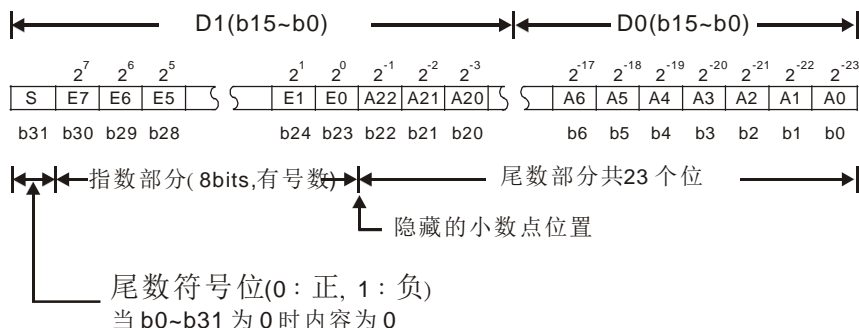 D1(b15~b0) D0(b15~b0)
2^7 2^6 2^5 2^1 2^0 2^-1 2^-2 2^-3 2^-17 2^-18 2^-19 2^-20 2^-21 2^-22 2^-23
S E7 E6 E5 E1 E0 A22 A21 A20 A6 A5 A4 A3 A2 A1 A0
b31 b30 b29 b28 b24 b23 b22 b21 b20 b6 b5 b4 b3 b2 b1 b0
指数部分(8bits,有号数) 尾数部分共23 个位
隐藏的小数点位置
尾数符号位(0：正, 1：负)
当 b0~b31 为 0 时内容为 0